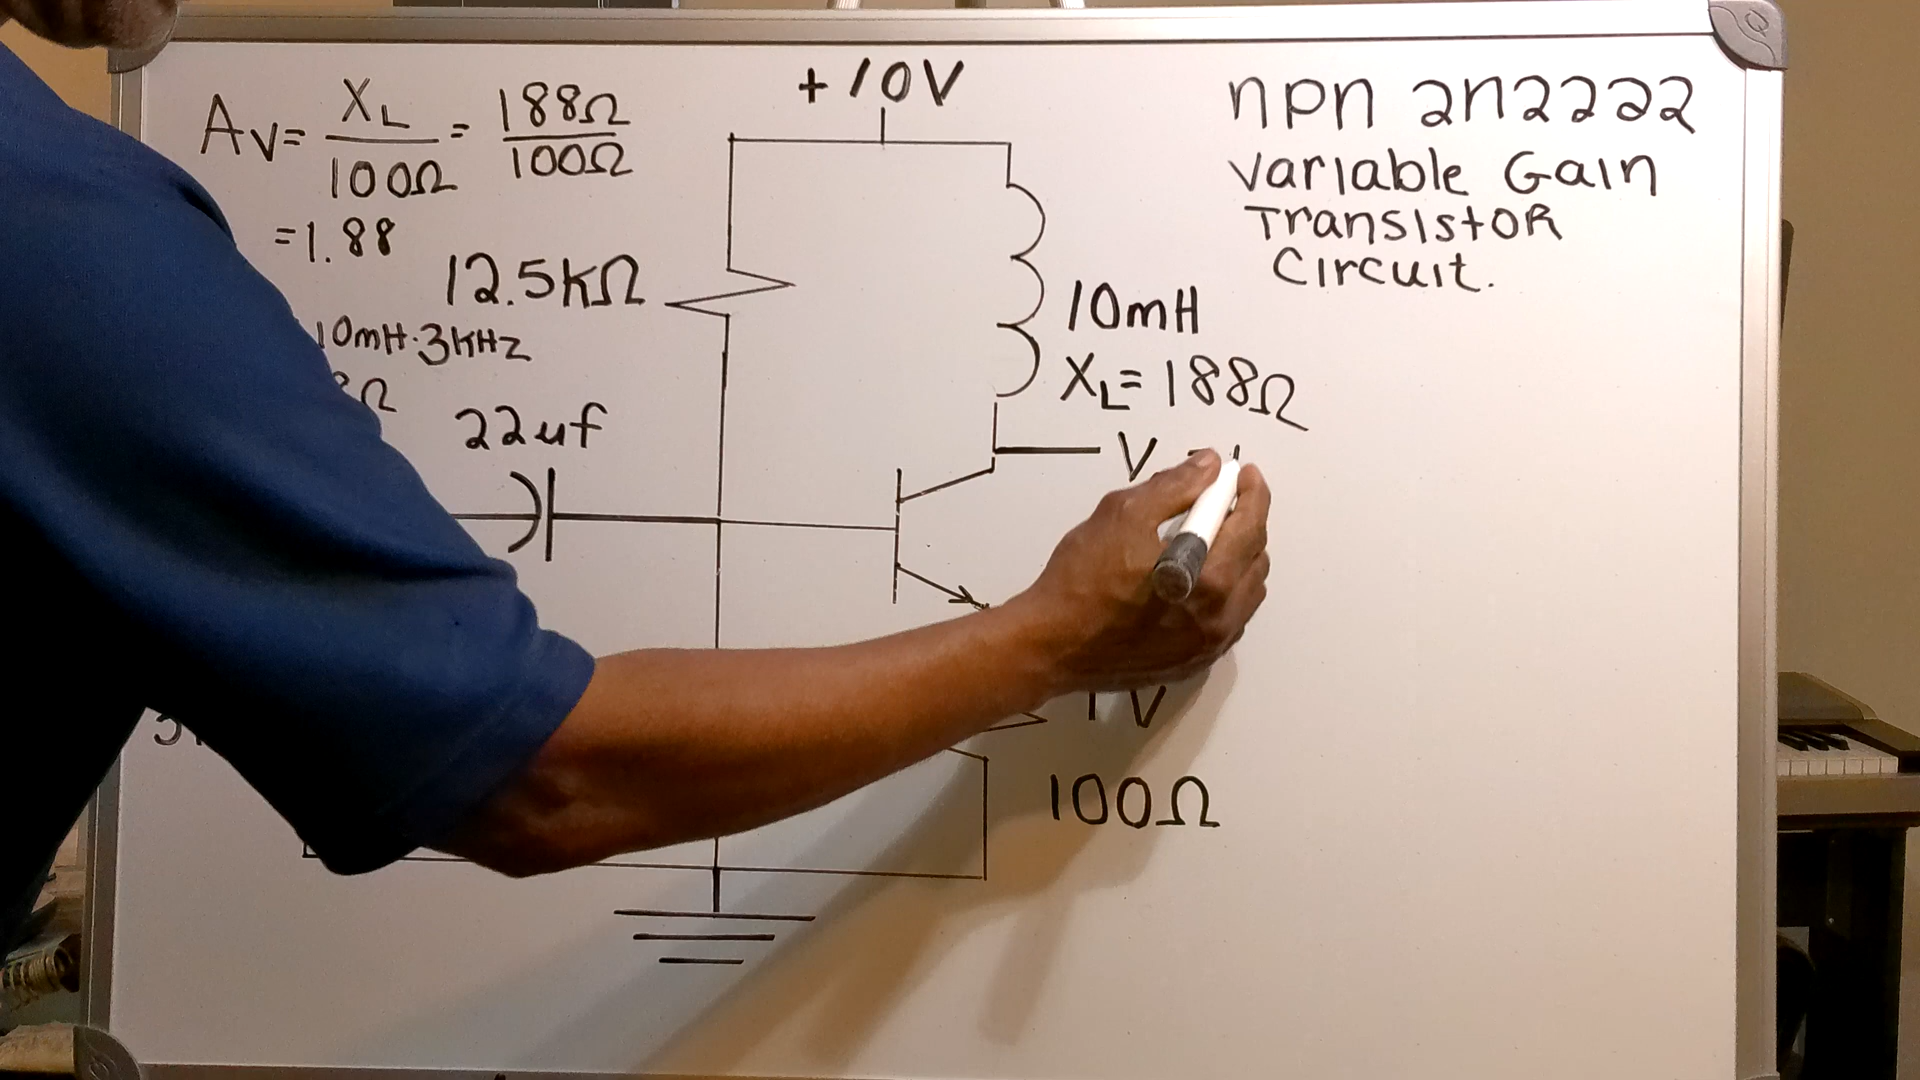 +10V
AV= XL/100Ω = 188Ω/100Ω
=1.88
12.5kΩ
10mH·3kHz
Ω
22uf
npn 2n2222
Variable Gain
Transistor
Circuit.
10mH
XL=188Ω
V
1V
100Ω